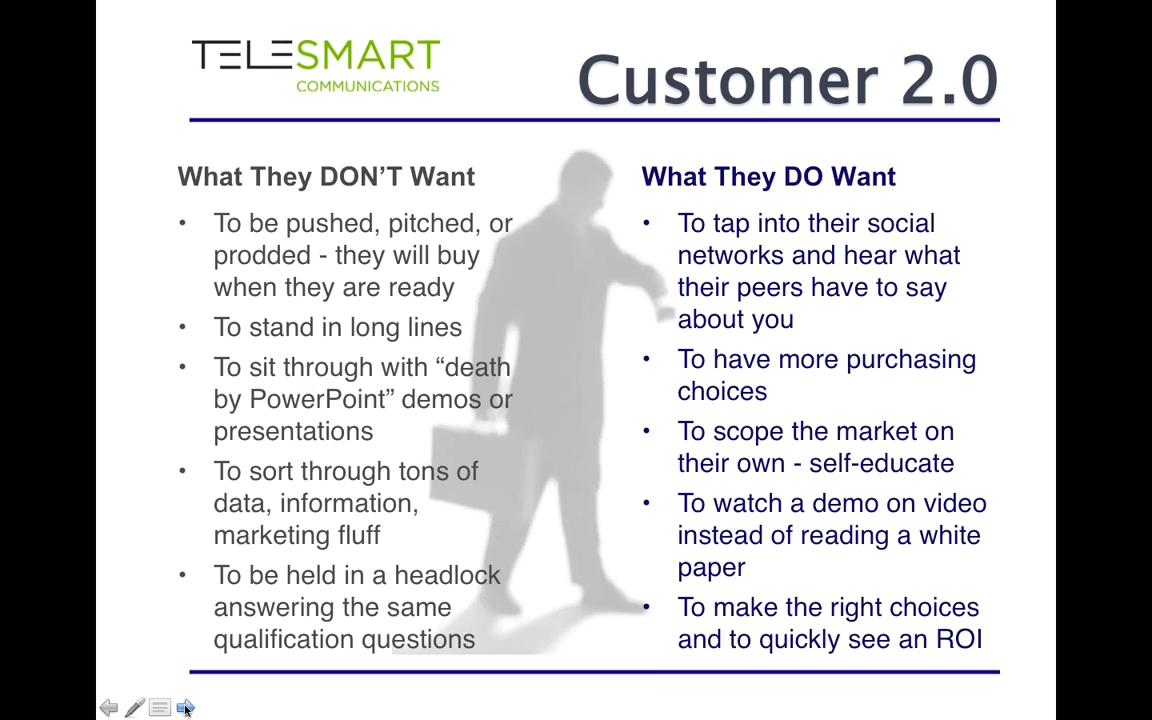 TELESMART
COMMUNICATIONS
Customer 2.0
What They DON’T Want
• To be pushed, pitched, or
prodded - they will buy
when they are ready
• To stand in long lines
• To sit through with “death
by PowerPoint” demos or
presentations
• To sort through tons of
data, information,
marketing fluff
• To be held in a headlock
answering the same
qualification questions
What They DO Want
• To tap into their social
networks and hear what
their peers have to say
about you
• To have more purchasing
choices
• To scope the market on
their own - self-educate
• To watch a demo on video
instead of reading a white
paper
• To make the right choices
and to quickly see an ROI